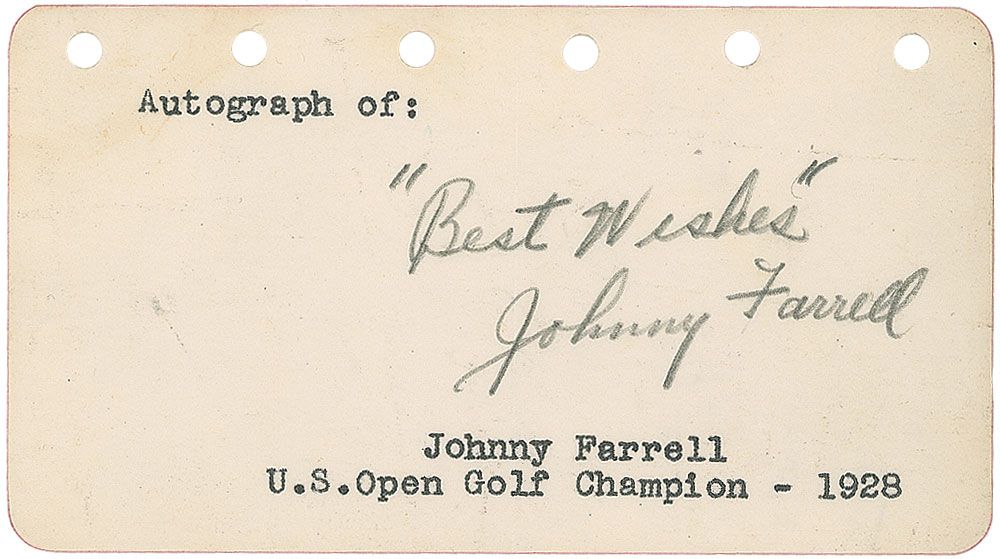 Autograph of:
"Best Wishes"
Johnny Farrell
Johnny Farrell
U.S.Open Golf Champion - 1928